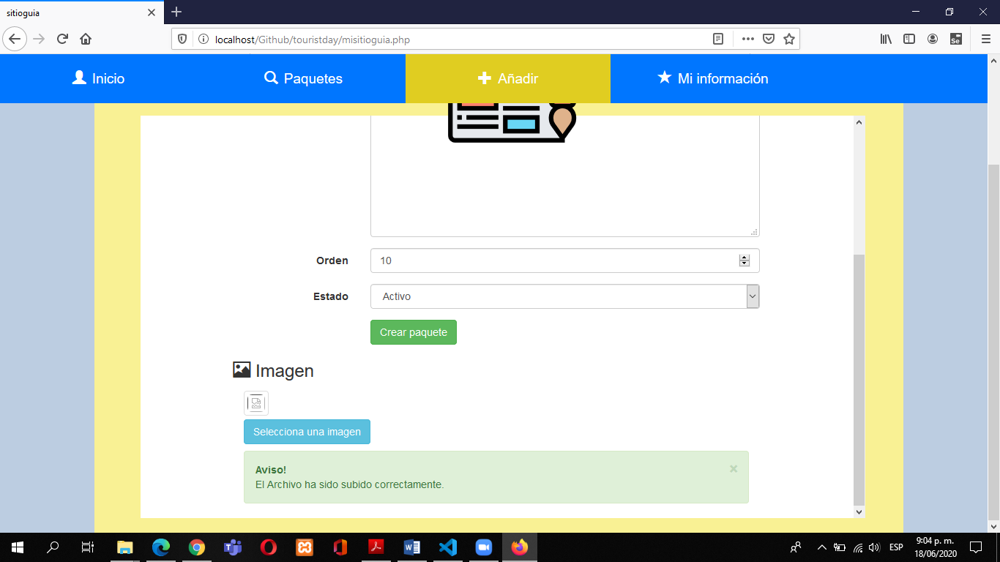 sitioguia
localhost/Github/touristday/misitioguia.php
Inicio
Paquetes
Añadir
Mi información
Orden
10
Estado
Activo
Crear paquete
Imagen
Selecciona una imagen
Aviso!
El Archivo ha sido subido correctamente.
ESP
9:04 p. m.
18/06/2020